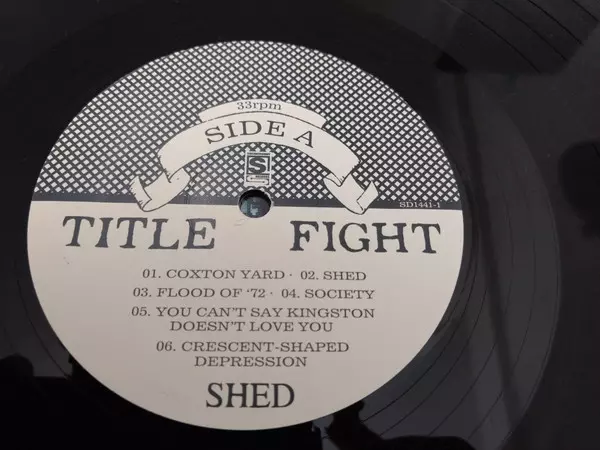 33rpm
SIDE A
S
SD1441-1
TITLE FIGHT
01. COXTON YARD · 02. SHED
03. FLOOD OF '72 · 04. SOCIETY
05. YOU CAN'T SAY KINGSTON
DOESN'T LOVE YOU
06. CRESCENT-SHAPED
DEPRESSION
SHED